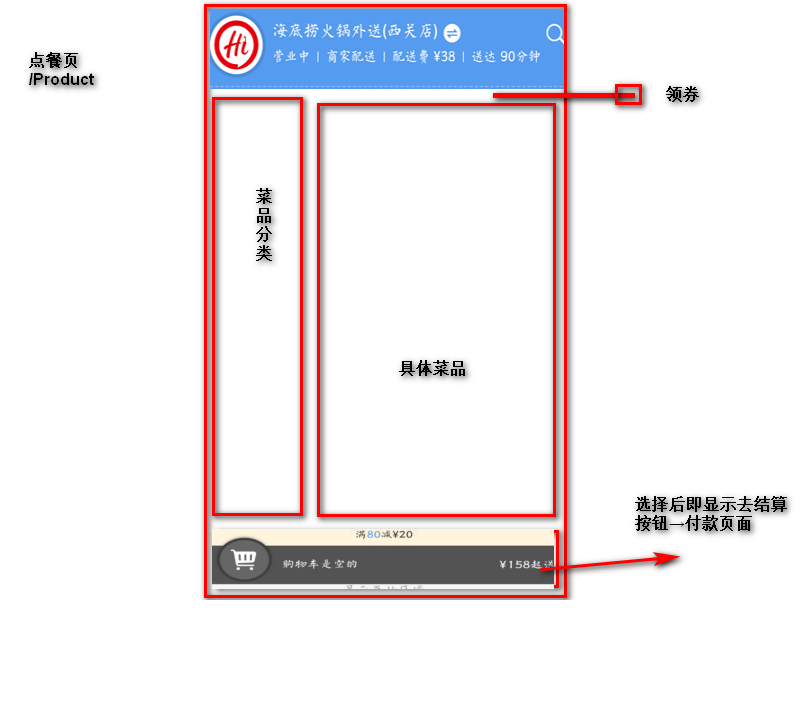 点餐页
/Product
Hi
海底捞火锅外送(西关店)
营业中 | 商家配送 | 配送费 ¥38 | 送达 90分钟
领券
菜品分类
具体菜品
选择后即显示去结算
按钮→付款页面
满80减¥20
购物车是空的
¥158起送